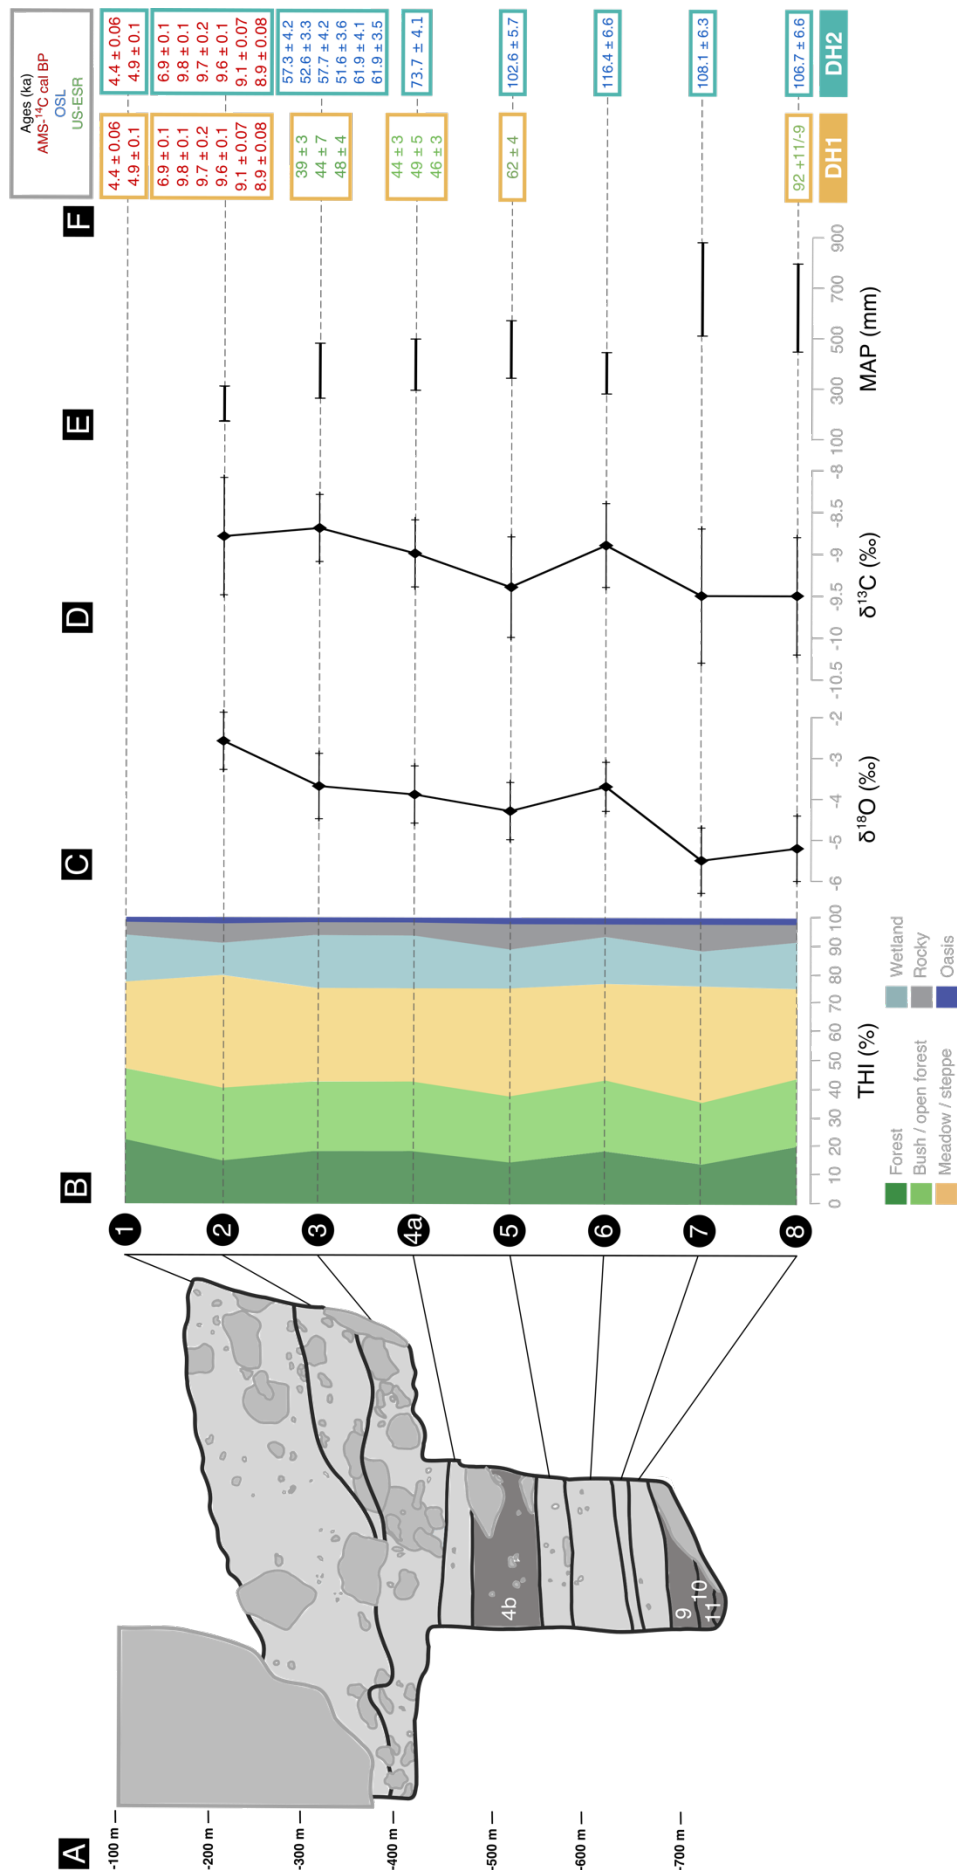 A
-100 m
-200 m
-300 m
-400 m
-500 m
-600 m
-700 m
4b
9
10
11
B
1
2
3
4a
5
6
7
8
0 10 20 30 40 50 60 70 80 90 100
THI (%)
Forest
Bush / open forest
Meadow / steppe
Wetland
Rocky
Oasis
C
-6 -5 -4 -3 -2
δ18O (‰)
D
-10.5 -10 -9.5 -9 -8.5 -8
δ13C (‰)
E
100 300 500 700 900
MAP (mm)
F
Ages (ka)
AMS-14C cal BP
OSL
US-ESR
4.4 ± 0.06
4.9 ± 0.1
6.9 ± 0.1
9.8 ± 0.1
9.7 ± 0.2
9.6 ± 0.1
9.1 ± 0.07
8.9 ± 0.08
39 ± 3
44 ± 7
48 ± 4
44 ± 3
49 ± 5
46 ± 3
62 ± 4
92 +11/-9
DH1
4.4 ± 0.06
4.9 ± 0.1
6.9 ± 0.1
9.8 ± 0.1
9.7 ± 0.2
9.6 ± 0.1
9.1 ± 0.07
8.9 ± 0.08
57.3 ± 4.2
52.6 ± 3.3
57.7 ± 4.2
51.6 ± 3.6
61.9 ± 4.1
61.9 ± 3.5
73.7 ± 4.1
102.6 ± 5.7
116.4 ± 6.6
108.1 ± 6.3
106.7 ± 6.6
DH2